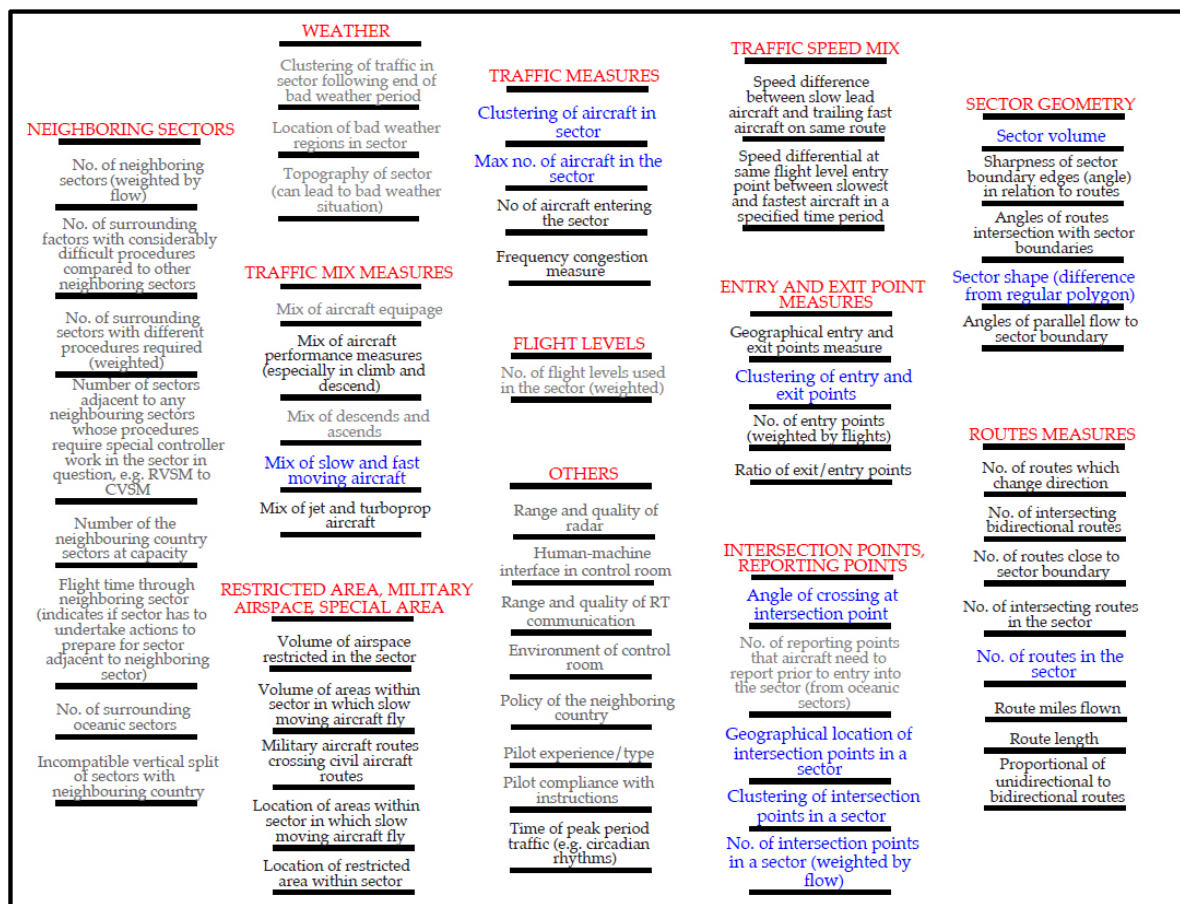 NEIGHBORING SECTORS
No. of neighboring
sectors (weighted by
flow)
No. of surrounding
factors with considerably
difficult procedures
compared to other
neighboring sectors
No. of surrounding
sectors with different
procedures required
(weighted)
Number of sectors
adjacent to any
neighbouring sectors
whose procedures
require special controller
work in the sector in
question, e.g. RVSM to
CVSM
Number of the
neighbouring country
sectors at capacity
Flight time through
neighboring sector
(indicates if sector has to
undertake actions to
prepare for sector
adjacent to neighboring
sector)
No. of surrounding
oceanic sectors
Incompatible vertical split
of sectors with
neighbouring country
WEATHER
Clustering of traffic in
sector following end of
bad weather period
Location of bad weather
regions in sector
Topography of sector
(can lead to bad weather
situation)
TRAFFIC MIX MEASURES
Mix of aircraft equipage
Mix of aircraft
performance measures
(especially in climb and
descend)
Mix of descends and
ascends
Mix of slow and fast
moving aircraft
Mix of jet and turboprop
aircraft
RESTRICTED AREA, MILITARY
AIRSPACE, SPECIAL AREA
Volume of airspace
restricted in the sector
Volume of areas within
sector in which slow
moving aircraft fly
Military aircraft routes
crossing civil aircraft
routes
Location of areas within
sector in which slow
moving aircraft fly
Location of restricted
area within sector
TRAFFIC MEASURES
Clustering of aircraft in
sector
Max no. of aircraft in the
sector
No of aircraft entering
the sector
Frequency congestion
measure
FLIGHT LEVELS
No. of flight levels used
in the sector (weighted)
OTHERS
Range and quality of
radar
Human-machine
interface in control room
Range and quality of RT
communication
Environment of control
room
Policy of the neighboring
country
Pilot experience/type
Pilot compliance with
instructions
Time of peak period
traffic (e.g. circadian
rhythms)
TRAFFIC SPEED MIX
Speed difference
between slow lead
aircraft and trailing fast
aircraft on same route
Speed differential at
same flight level entry
point between slowest
and fastest aircraft in a
specified time period
ENTRY AND EXIT POINT
MEASURES
Geographical entry and
exit points measure
Clustering of entry and
exit points
No. of entry points
(weighted by flights)
Ratio of exit/entry points
INTERSECTION POINTS,
REPORTING POINTS
Angle of crossing at
intersection point
No. of reporting points
that aircraft need to
report prior to entry into
the sector (from oceanic
sectors)
Geographical location of
intersection points in a
sector
Clustering of intersection
points in a sector
No. of intersection points
in a sector (weighted by
flow)
SECTOR GEOMETRY
Sector volume
Sharpness of sector
boundary edges (angle)
in relation to routes
Angles of routes
intersection with sector
boundaries
Sector shape (difference
from regular polygon)
Angles of parallel flow to
sector boundary
ROUTES MEASURES
No. of routes which
change direction
No. of intersecting
bidirectional routes
No. of routes close to
sector boundary
No. of intersecting routes
in the sector
No. of routes in the
sector
Route miles flown
Route length
Proportional of
unidirectional to
bidirectional routes